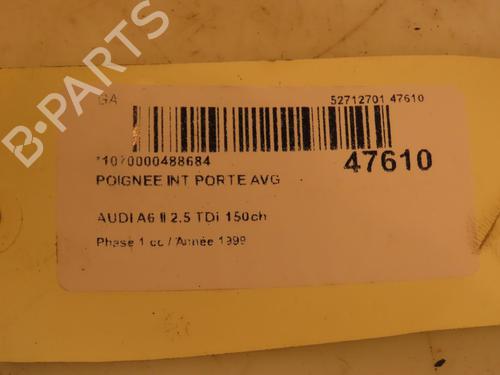 GA 52712701 47610
*1070000488684 47610
POIGNEE INT PORTE AVG
AUDI A6 II 2.5 TDi 150ch
Phase 1 cc / Année 1999
B-PARTS